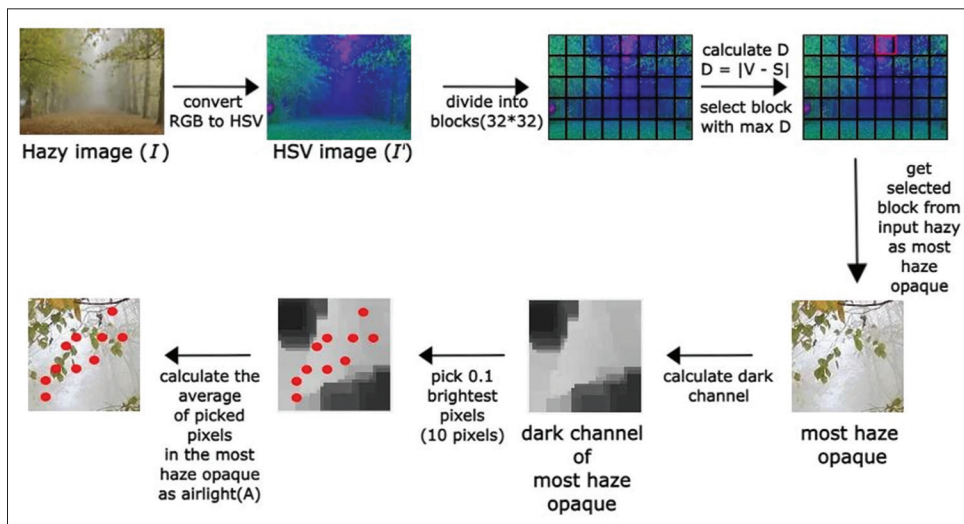 convert
RGB to HSV
Hazy image (I)
HSV image (I')
divide into
blocks(32*32)
calculate D
D = |V - S|
select block
with max D
get
selected
block from
input hazy
as most
haze
opaque
most haze
opaque
calculate dark
channel
dark channel
of
most haze
opaque
pick 0.1
brightest
pixels
(10 pixels)
calculate the
average
of picked
pixels
in the most
haze opaque
as airlight(A)